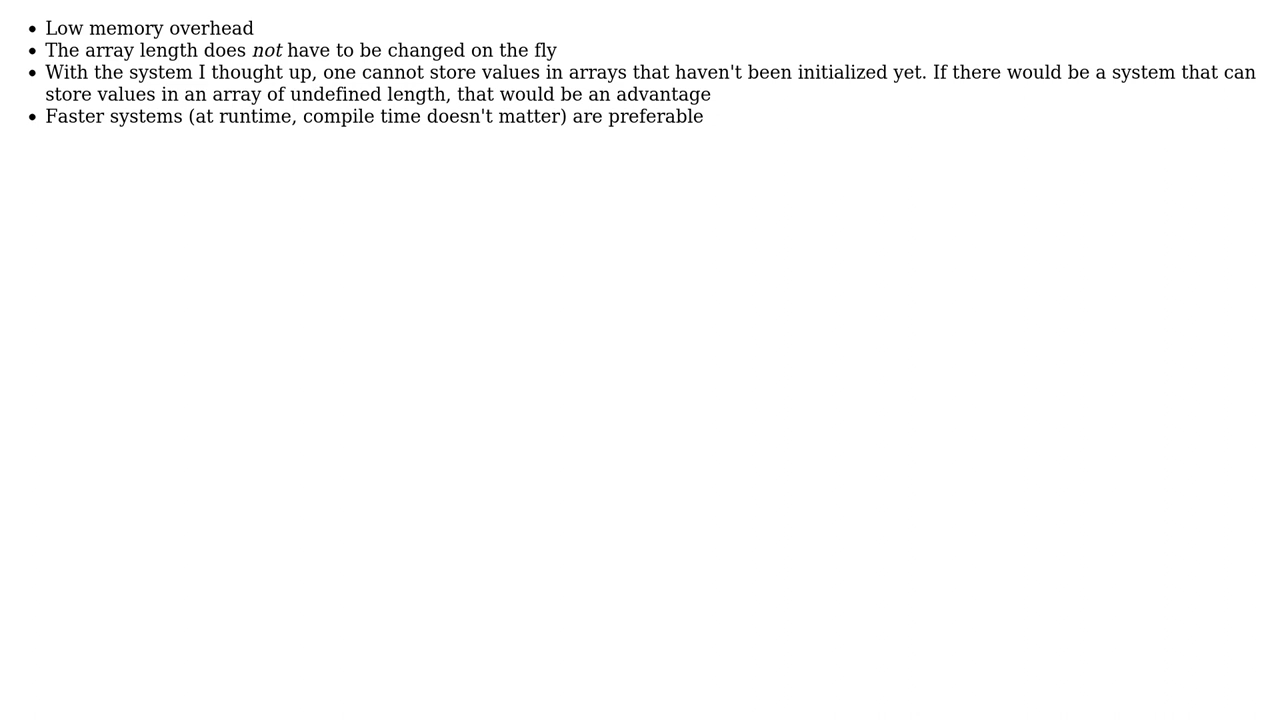 • Low memory overhead
• The array length does not have to be changed on the fly
• With the system I thought up, one cannot store values in arrays that haven't been initialized yet. If there would be a system that can
store values in an array of undefined length, that would be an advantage
• Faster systems (at runtime, compile time doesn't matter) are preferable